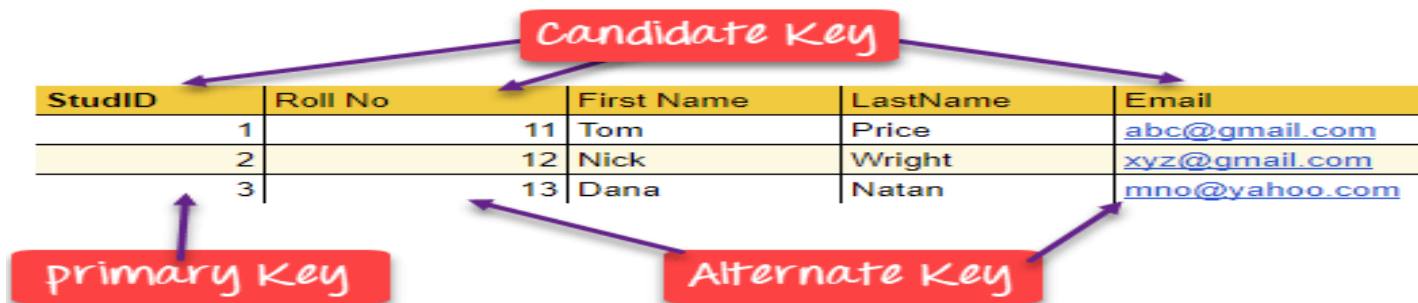 Candidate Key
StudID Roll No First Name LastName Email
1 11 Tom Price abc@gmail.com
2 12 Nick Wright xyz@gmail.com
3 13 Dana Natan mno@yahoo.com
primary Key Alternate Key